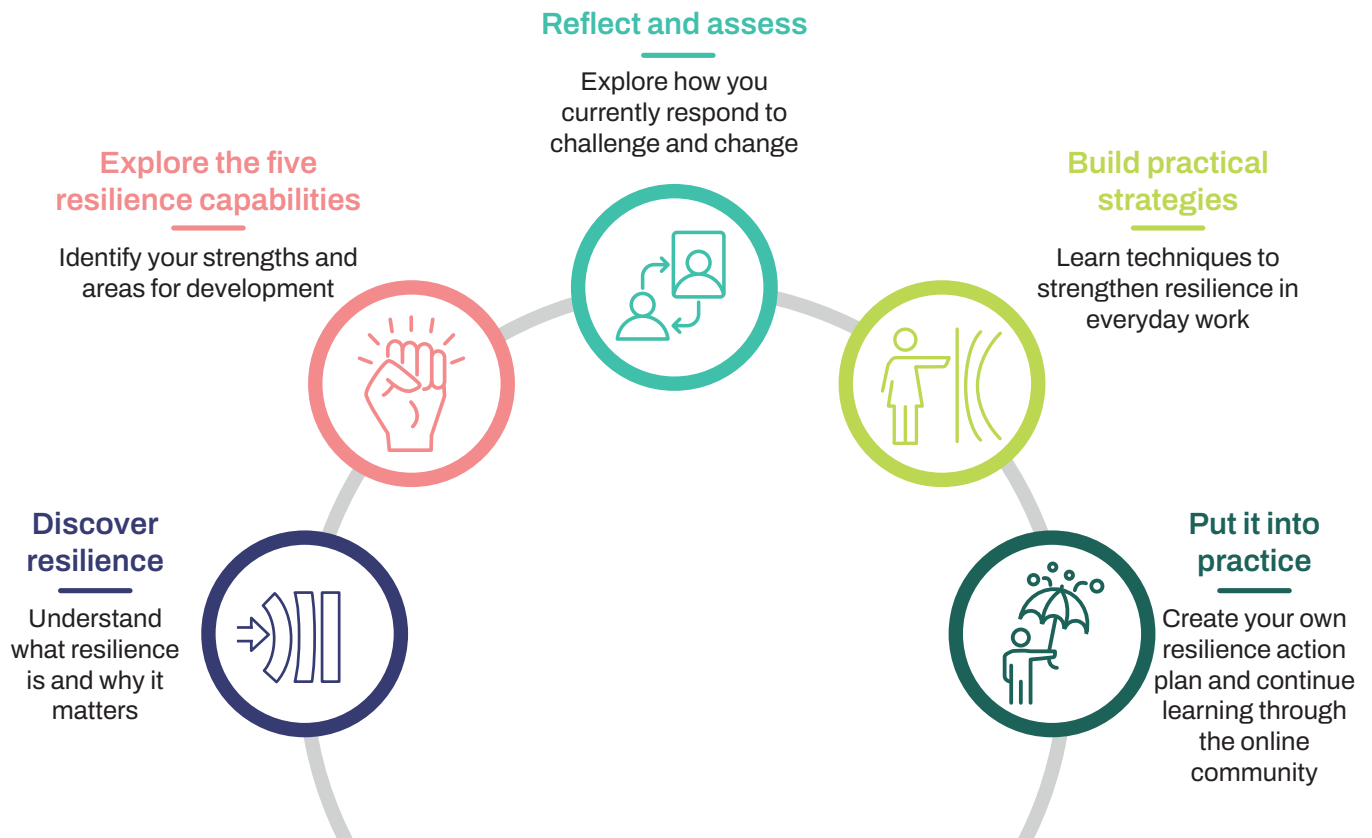 Discover
resilience
Understand
what resilience
is and why it
matters
Explore the five
resilience capabilities
Identify your strengths and
areas for development
Reflect and assess
Explore how you
currently respond to
challenge and change
Build practical
strategies
Learn techniques to
strengthen resilience in
everyday work
Put it into
practice
Create your own
resilience action
plan and continue
learning through
the online
community